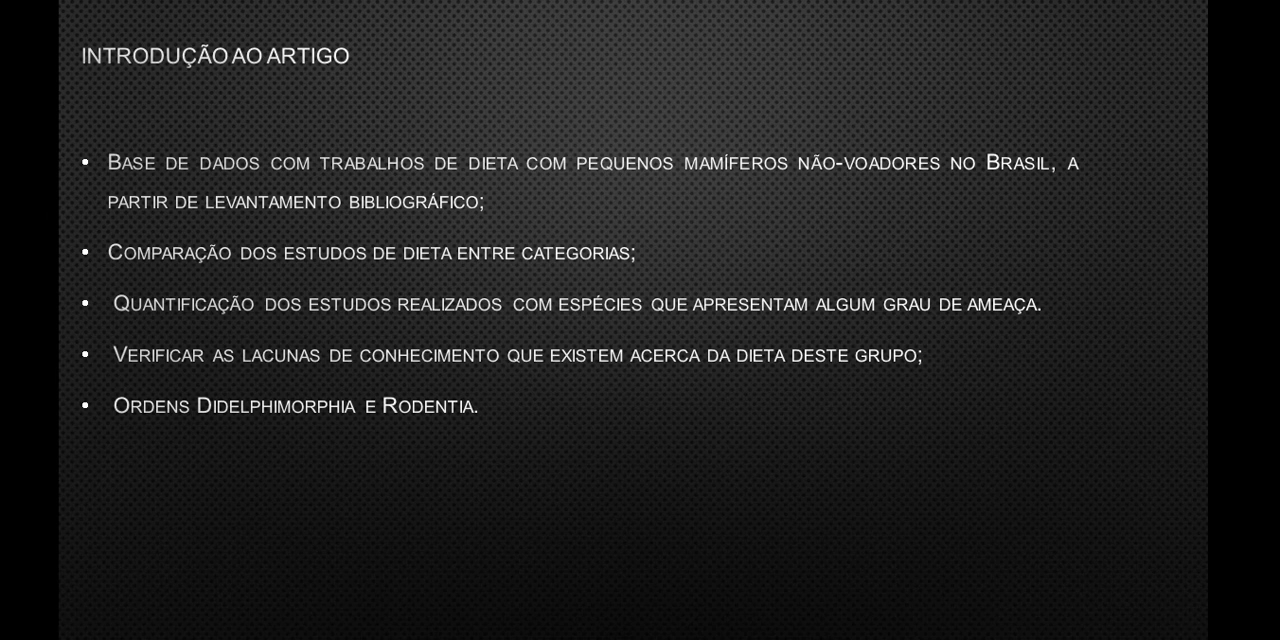 INTRODUÇÃO AO ARTIGO
• BASE DE DADOS COM TRABALHOS DE DIETA COM PEQUENOS MAMÍFEROS NÃO-VOADORES NO BRASIL, A
PARTIR DE LEVANTAMENTO BIBLIOGRÁFICO;
• COMPARAÇÃO DOS ESTUDOS DE DIETA ENTRE CATEGORIAS;
• QUANTIFICAÇÃO DOS ESTUDOS REALIZADOS COM ESPÉCIES QUE APRESENTAM ALGUM GRAU DE AMEAÇA.
• VERIFICAR AS LACUNAS DE CONHECIMENTO QUE EXISTEM ACERCA DA DIETA DESTE GRUPO;
• ORDENS DIDELPHIMORPHIA E RODENTIA.